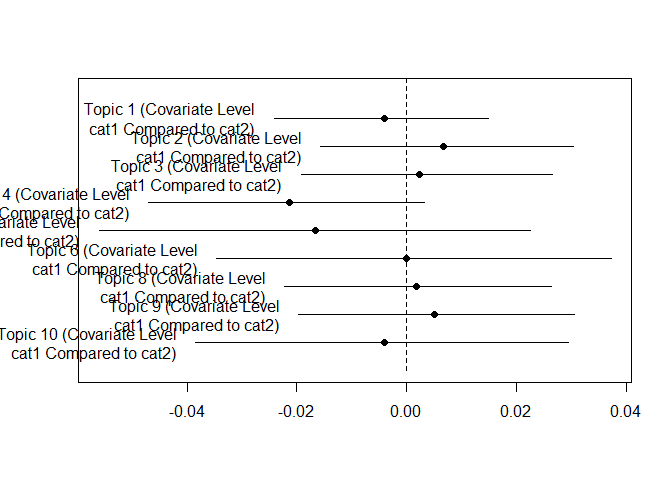 Topic 1 (Covariate Level
cat1 Compared to cat2)
Topic 2 (Covariate Level
cat1 Compared to cat2)
Topic 3 (Covariate Level
cat1 Compared to cat2)
4 (Covariate Level
Compared to cat2)
ariate Level
red to cat2)
Topic 6 (Covariate Level
cat1 Compared to cat2)
Topic 8 (Covariate Level
cat1 Compared to cat2)
Topic 9 (Covariate Level
cat1 Compared to cat2)
Topic 10 (Covariate Level
cat1 Compared to cat2)
-0.04 -0.02 0.00 0.02 0.04